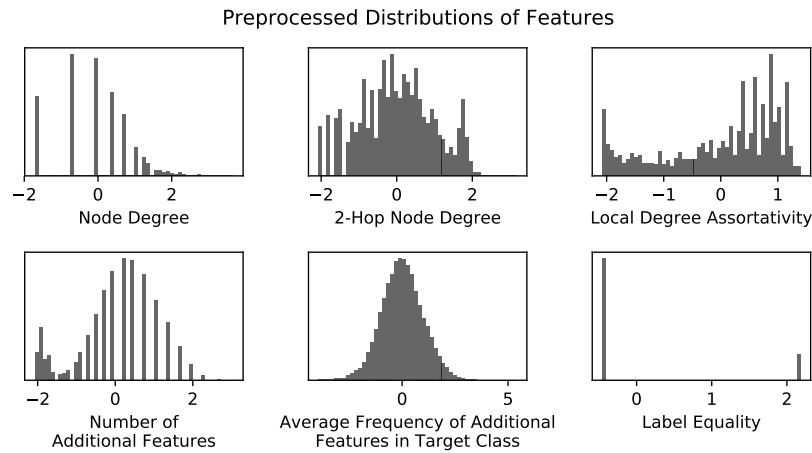 Preprocessed Distributions of Features
−2 0 2
Node Degree
−2 0 2
2-Hop Node Degree
−2 −1 0 1
Local Degree Assortativity
−2 0 2
Number of
Additional Features
0 5
Average Frequency of Additional
Features in Target Class
0 1 2
Label Equality